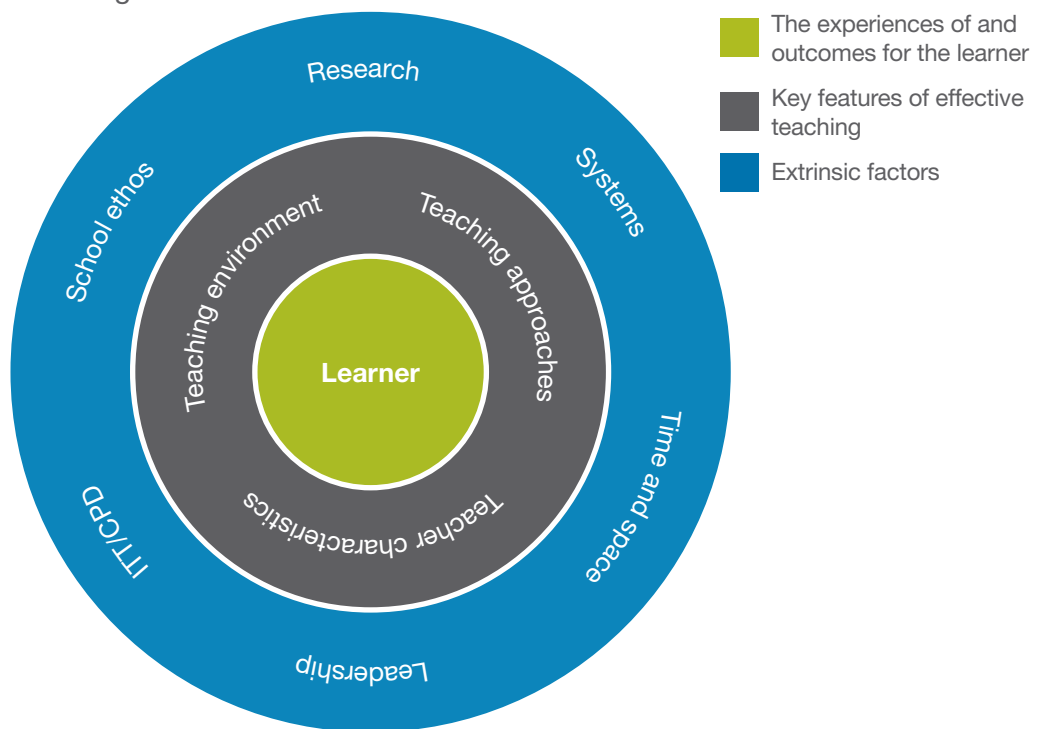 Research
Systems
Time and space
Leadership
ITT/CPD
School ethos
Teaching environment
Teaching approaches
Teacher characteristics
Learner
The experiences of and
outcomes for the learner
Key features of effective
teaching
Extrinsic factors